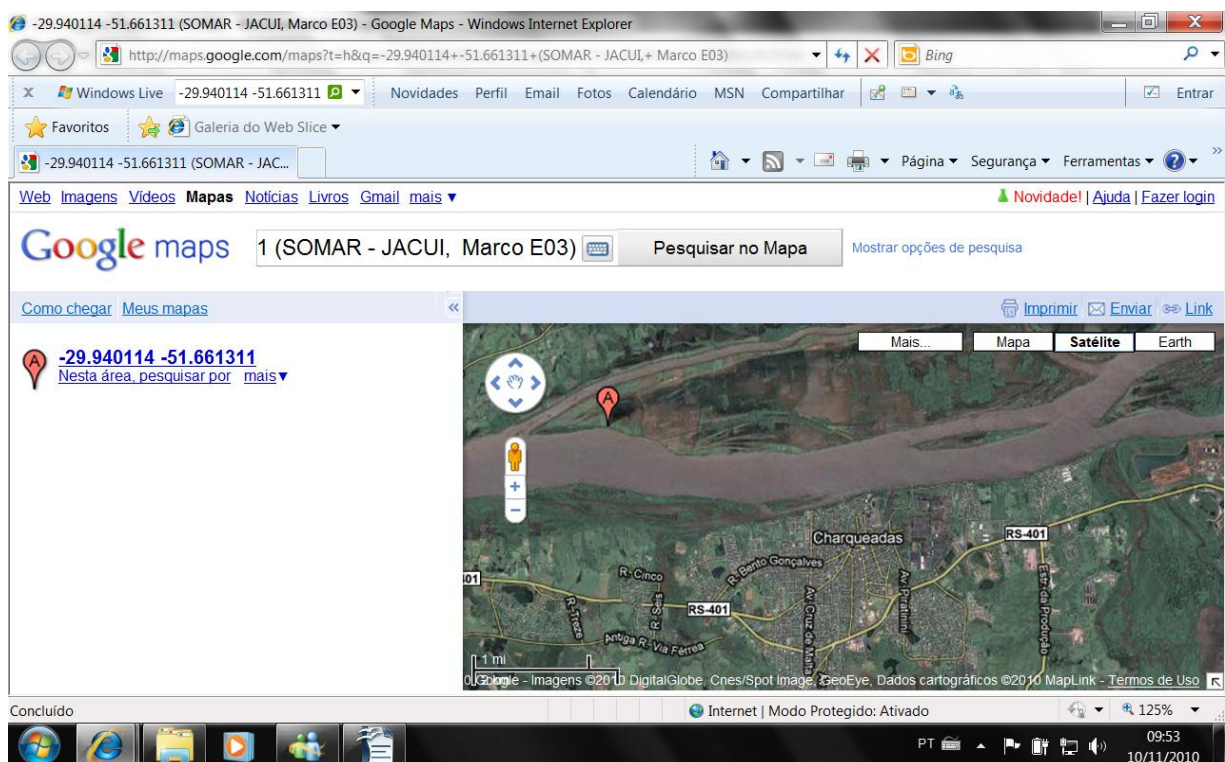 -29.940114 -51.661311 (SOMAR - JACUI, Marco E03) - Google Maps - Windows Internet Explorer
http://maps.google.com/maps?t=h&q=-29.940114+-51.661311+(SOMAR - JACUI,+ Marco E03)
Bing
x Windows Live -29.940114 -51.661311 Novidades Perfil Email Fotos Calendário MSN Compartilhar Entrar
Favoritos Galeria do Web Slice
-29.940114 -51.661311 (SOMAR - JAC... Página Segurança Ferramentas
Web Imagens Vídeos Mapas Notícias Livros Gmail mais Novidade! | Ajuda | Fazer login
Google maps 1 (SOMAR - JACUI, Marco E03) Pesquisar no Mapa Mostrar opções de pesquisa
Como chegar Meus mapas « Imprimir Enviar Link
Mais... Mapa Satélite Earth
A -29.940114 -51.661311
Nesta área, pesquisar por mais
A
Charqueadas
RS-401
R. Bento Gonçalves
R. Cinco
401
R. Treze
R. Seis
RS-401
Av. Cruz de Malta
Av. Piratinini
Estr. da Produção
Antiga R. Via Férrea
1 mi
2 km
Google - Imagens ©2010 DigitalGlobe, Cnes/Spot Image, GeoEye, Dados cartográficos ©2010 MapLink - Termos de Uso
Concluído Internet | Modo Protegido: Ativado 125%
PT 09:53
10/11/2010